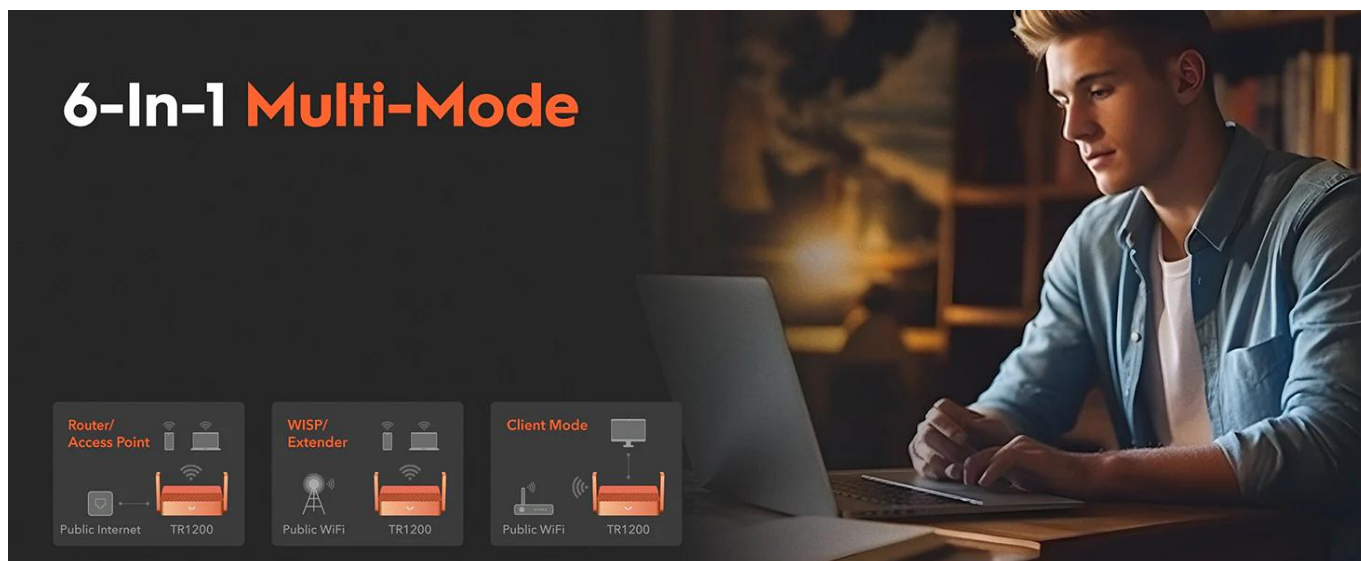 6-In-1 Multi-Mode
Router/
Access Point
Public Internet
TR1200
WISP/
Extender
Public WiFi
TR1200
Client Mode
Public WiFi
TR1200